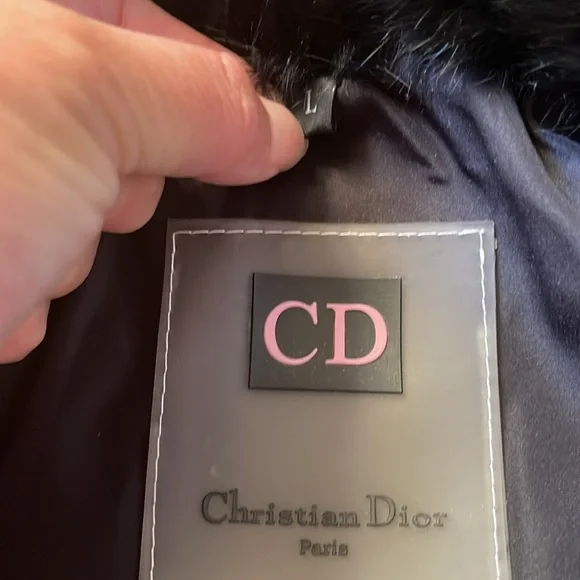 L
CD
Christian Dior
Paris